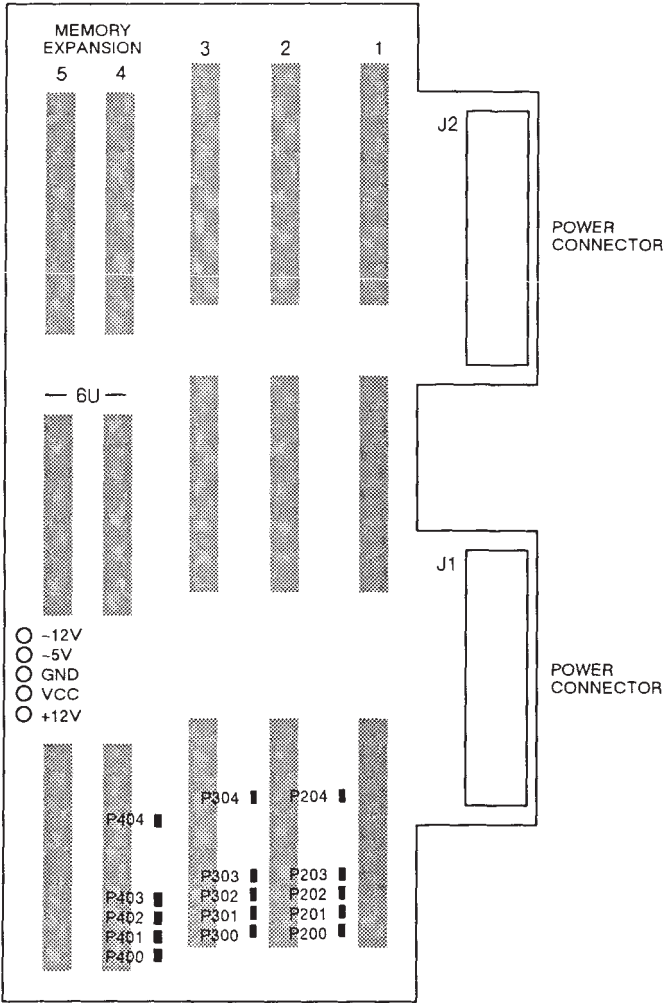 MEMORY
EXPANSION
5 4 3 2 1
J2
POWER
CONNECTOR
— 6U —
J1
–12V
–5V
GND
VCC
+12V
POWER
CONNECTOR
P304 P204
P404
P303 P203
P302 P202
P403
P301 P201
P402
P300 P200
P401
P400